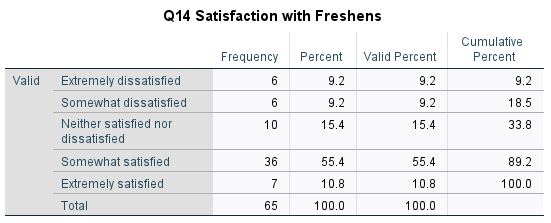 Q14 Satisfaction with Freshens
Frequency Percent Valid Percent Cumulative Percent
Valid Extremely dissatisfied 6 9.2 9.2 9.2
Somewhat dissatisfied 6 9.2 9.2 18.5
Neither satisfied nor dissatisfied 10 15.4 15.4 33.8
Somewhat satisfied 36 55.4 55.4 89.2
Extremely satisfied 7 10.8 10.8 100.0
Total 65 100.0 100.0